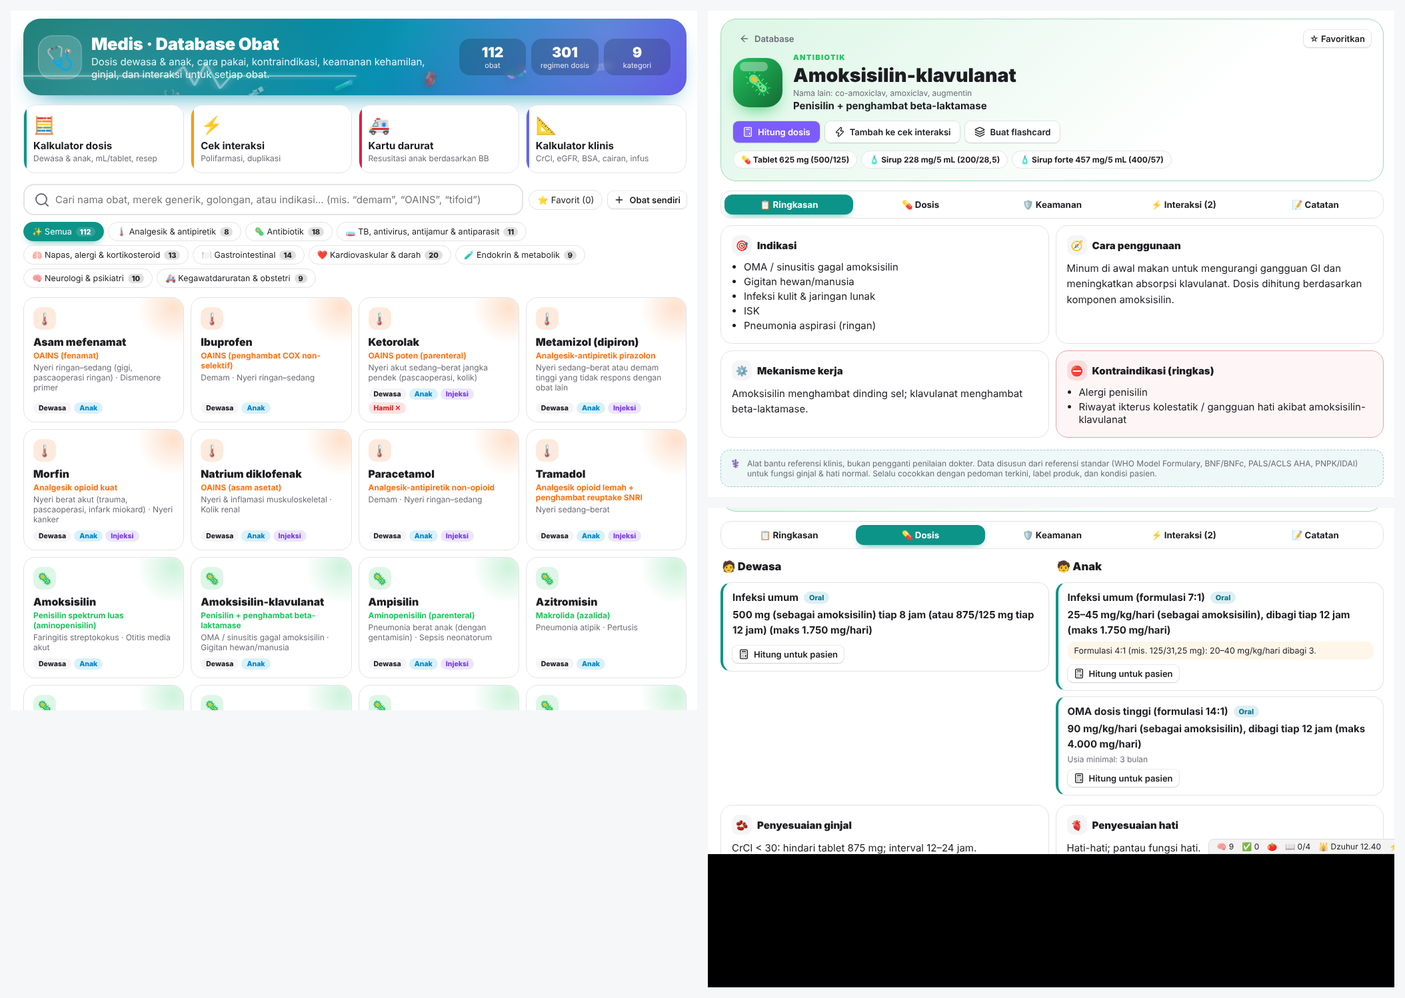 Medis · Database Obat
Dosis dewasa & anak, cara pakai, kontraindikasi, keamanan kehamilan,
ginjal, dan interaksi untuk setiap obat.
112
obat
301
regimen dosis
9
kategori
Kalkulator dosis
Dewasa & anak, mL/tablet, resep
Cek interaksi
Polifarmasi, duplikasi
Kartu darurat
Resusitasi anak berdasarkan BB
Kalkulator klinis
CrCl, eGFR, BSA, cairan, infus
Cari nama obat, merek generik, golongan, atau indikasi... (mis. "demam", "OAINS", "tifoid")
Favorit (0)
+ Obat sendiri
Semua 112
Analgesik & antipiretik 8
Antibiotik 18
TB, antivirus, antijamur & antiparasit 11
Napas, alergi & kortikosteroid 13
Gastrointestinal 14
Kardiovaskular & darah 20
Endokrin & metabolik 9
Neurologi & psikiatri 10
Kegawatdaruratan & obstetri 9
Asam mefenamat
OAINS (fenamat)
Nyeri ringan–sedang (gigi,
pascaoperasi ringan) · Dismenore
primer
Dewasa Anak
Ibuprofen
OAINS (penghambat COX non-
selektif)
Demam · Nyeri ringan–sedang
Dewasa Anak
Ketorolak
OAINS poten (parenteral)
Nyeri akut sedang–berat jangka
pendek (pascaoperasi, kolik)
Dewasa Anak Injeksi
Hamil ×
Metamizol (dipiron)
Analgesik-antipiretik pirazolon
Nyeri sedang–berat atau demam
tinggi yang tidak respons dengan
obat lain
Dewasa Anak Injeksi
Morfin
Analgesik opioid kuat
Nyeri berat akut (trauma,
pascaoperasi, infark miokard) · Nyeri
kanker
Dewasa Anak Injeksi
Natrium diklofenak
OAINS (asam asetat)
Nyeri & inflamasi muskuloskeletal ·
Kolik renal
Dewasa Anak Injeksi
Paracetamol
Analgesik-antipiretik non-opioid
Demam · Nyeri ringan–sedang
Dewasa Anak Injeksi
Tramadol
Analgesik opioid lemah +
penghambat reuptake SNRI
Nyeri sedang–berat
Dewasa Anak Injeksi
Amoksisilin
Penisilin spektrum luas
(aminopenisilin)
Faringitis streptokokus · Otitis media
akut
Dewasa Anak
Amoksisilin-klavulanat
Penisilin + penghambat beta-
laktamase
OMA / sinusitis gagal amoksisilin ·
Gigitan hewan/manusia
Dewasa Anak
Ampisilin
Aminopenisilin (parenteral)
Pneumonia berat anak (dengan
gentamisin) · Sepsis neonatorum
Dewasa Anak Injeksi
Azitromisin
Makrolida (azalida)
Pneumonia atipik · Pertusis
Dewasa Anak
← Database
☆ Favoritkan
ANTIBIOTIK
Amoksisilin-klavulanat
Nama lain: co-amoxiclav, amoxiclav, augmentin
Penisilin + penghambat beta-laktamase
Hitung dosis
Tambah ke cek interaksi
Buat flashcard
Tablet 625 mg (500/125)
Sirup 228 mg/5 mL (200/28,5)
Sirup forte 457 mg/5 mL (400/57)
Ringkasan
Dosis
Keamanan
Interaksi (2)
Catatan
Indikasi
• OMA / sinusitis gagal amoksisilin
• Gigitan hewan/manusia
• Infeksi kulit & jaringan lunak
• ISK
• Pneumonia aspirasi (ringan)
Cara penggunaan
Minum di awal makan untuk mengurangi gangguan GI dan
meningkatkan absorpsi klavulanat. Dosis dihitung berdasarkan
komponen amoksisilin.
Mekanisme kerja
Amoksisilin menghambat dinding sel; klavulanat menghambat
beta-laktamase.
Kontraindikasi (ringkas)
• Alergi penisilin
• Riwayat ikterus kolestatik / gangguan hati akibat amoksisilin-
klavulanat
Alat bantu referensi klinis, bukan pengganti penilaian dokter. Data disusun dari referensi standar (WHO Model Formulary, BNF/BNFc, PALS/ACLS AHA, PNPK/IDAI)
untuk fungsi ginjal & hati normal. Selalu cocokkan dengan pedoman terkini, label produk, dan kondisi pasien.
Ringkasan
Dosis
Keamanan
Interaksi (2)
Catatan
Dewasa
Infeksi umum Oral
500 mg (sebagai amoksisilin) tiap 8 jam (atau 875/125 mg tiap
12 jam) (maks 1.750 mg/hari)
Hitung untuk pasien
Anak
Infeksi umum (formulasi 7:1) Oral
25–45 mg/kg/hari (sebagai amoksisilin), dibagi tiap 12 jam
(maks 1.750 mg/hari)
Formulasi 4:1 (mis. 125/31,25 mg): 20–40 mg/kg/hari dibagi 3.
Hitung untuk pasien
OMA dosis tinggi (formulasi 14:1) Oral
90 mg/kg/hari (sebagai amoksisilin), dibagi tiap 12 jam (maks
4.000 mg/hari)
Usia minimal: 3 bulan
Hitung untuk pasien
Penyesuaian ginjal
CrCl < 30: hindari tablet 875 mg; interval 12–24 jam.
Penyesuaian hati
Hati-hati; pantau fungsi hati.
9 0 0/4 Dzuhur 12.40